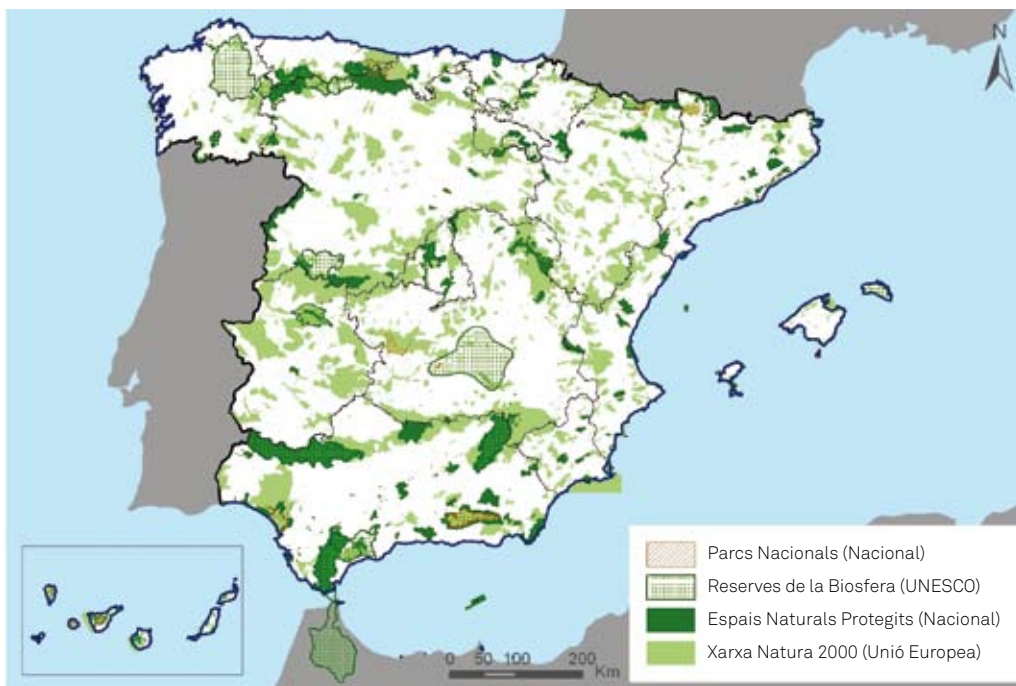 N
Parcs Nacionals (Nacional)
Reserves de la Biosfera (UNESCO)
Espais Naturals Protegits (Nacional)
Xarxa Natura 2000 (Unió Europea)
0 50 100 200
Km